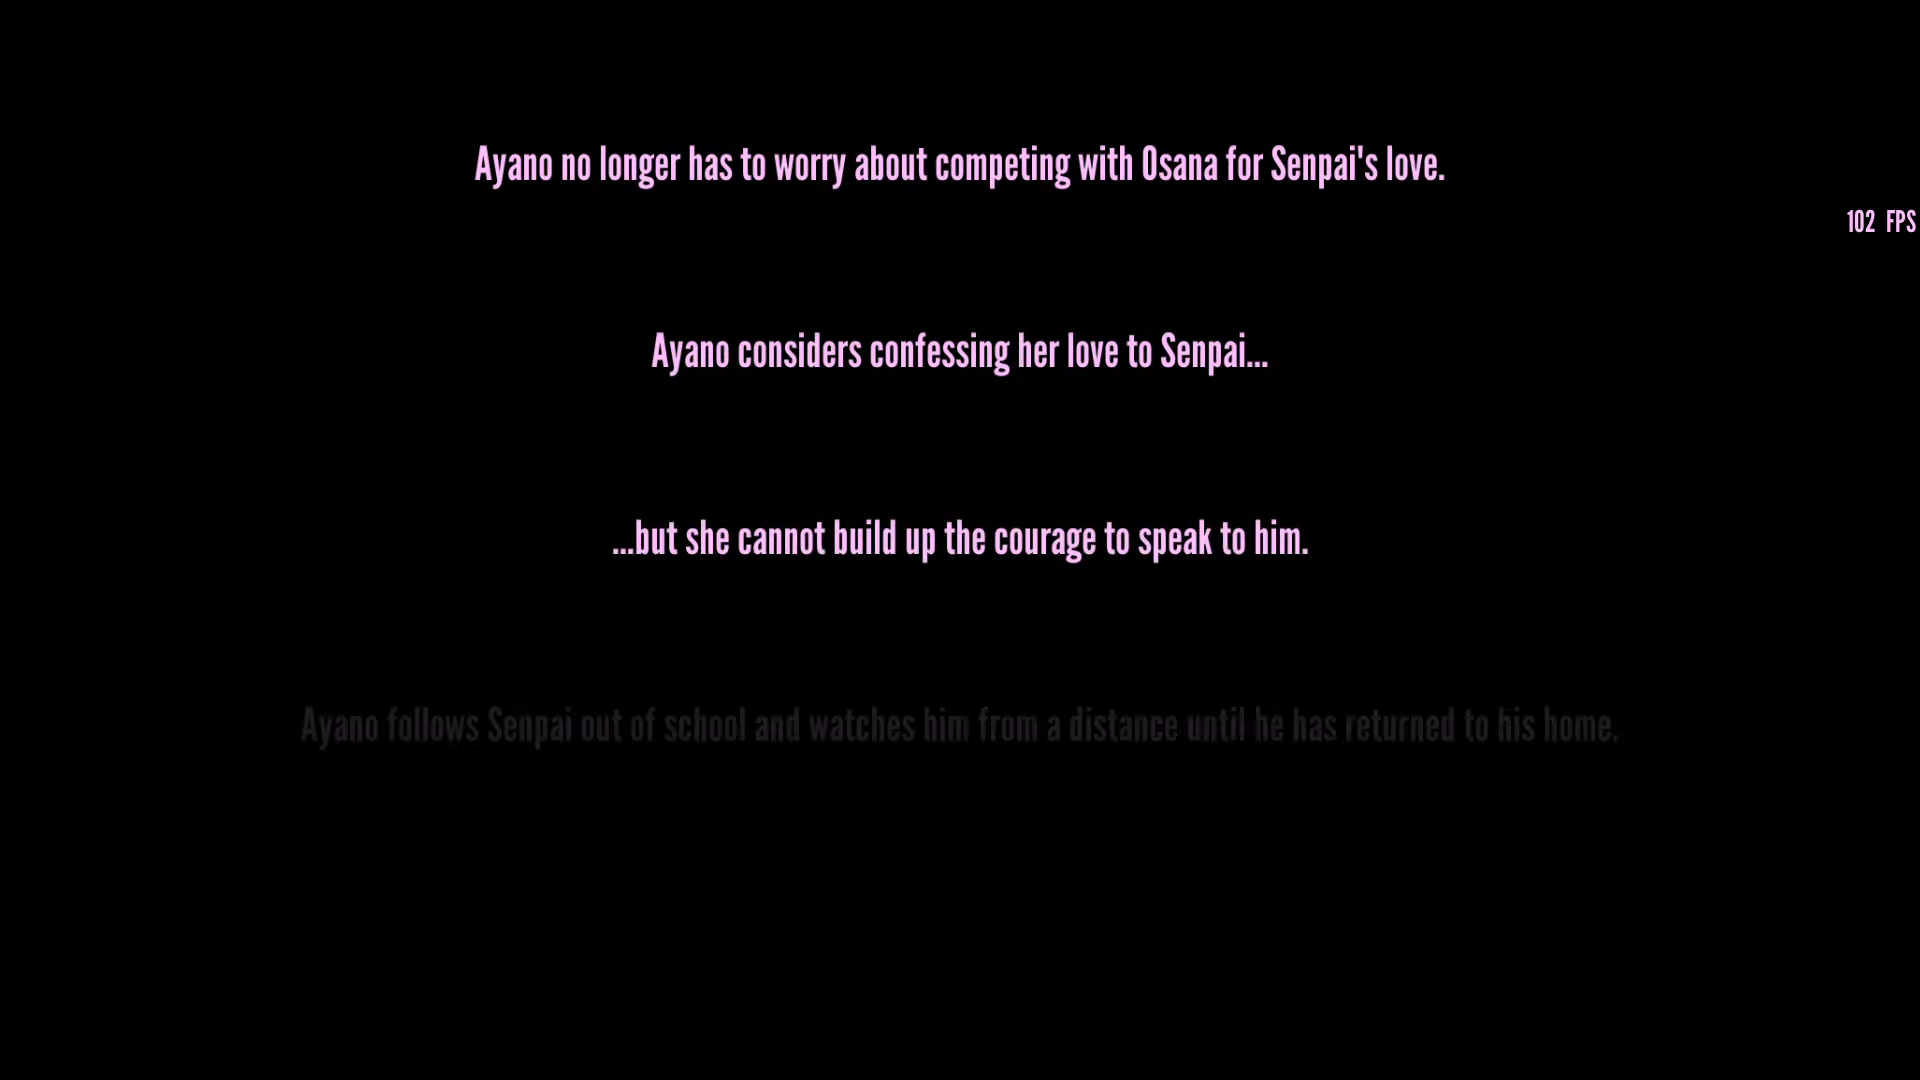 Ayano no longer has to worry about competing with Osana for Senpai's love.
102 FPS
Ayano considers confessing her love to Senpai...
...but she cannot build up the courage to speak to him.
Ayano follows Senpai out of school and watches him from a distance until he has returned to his home.